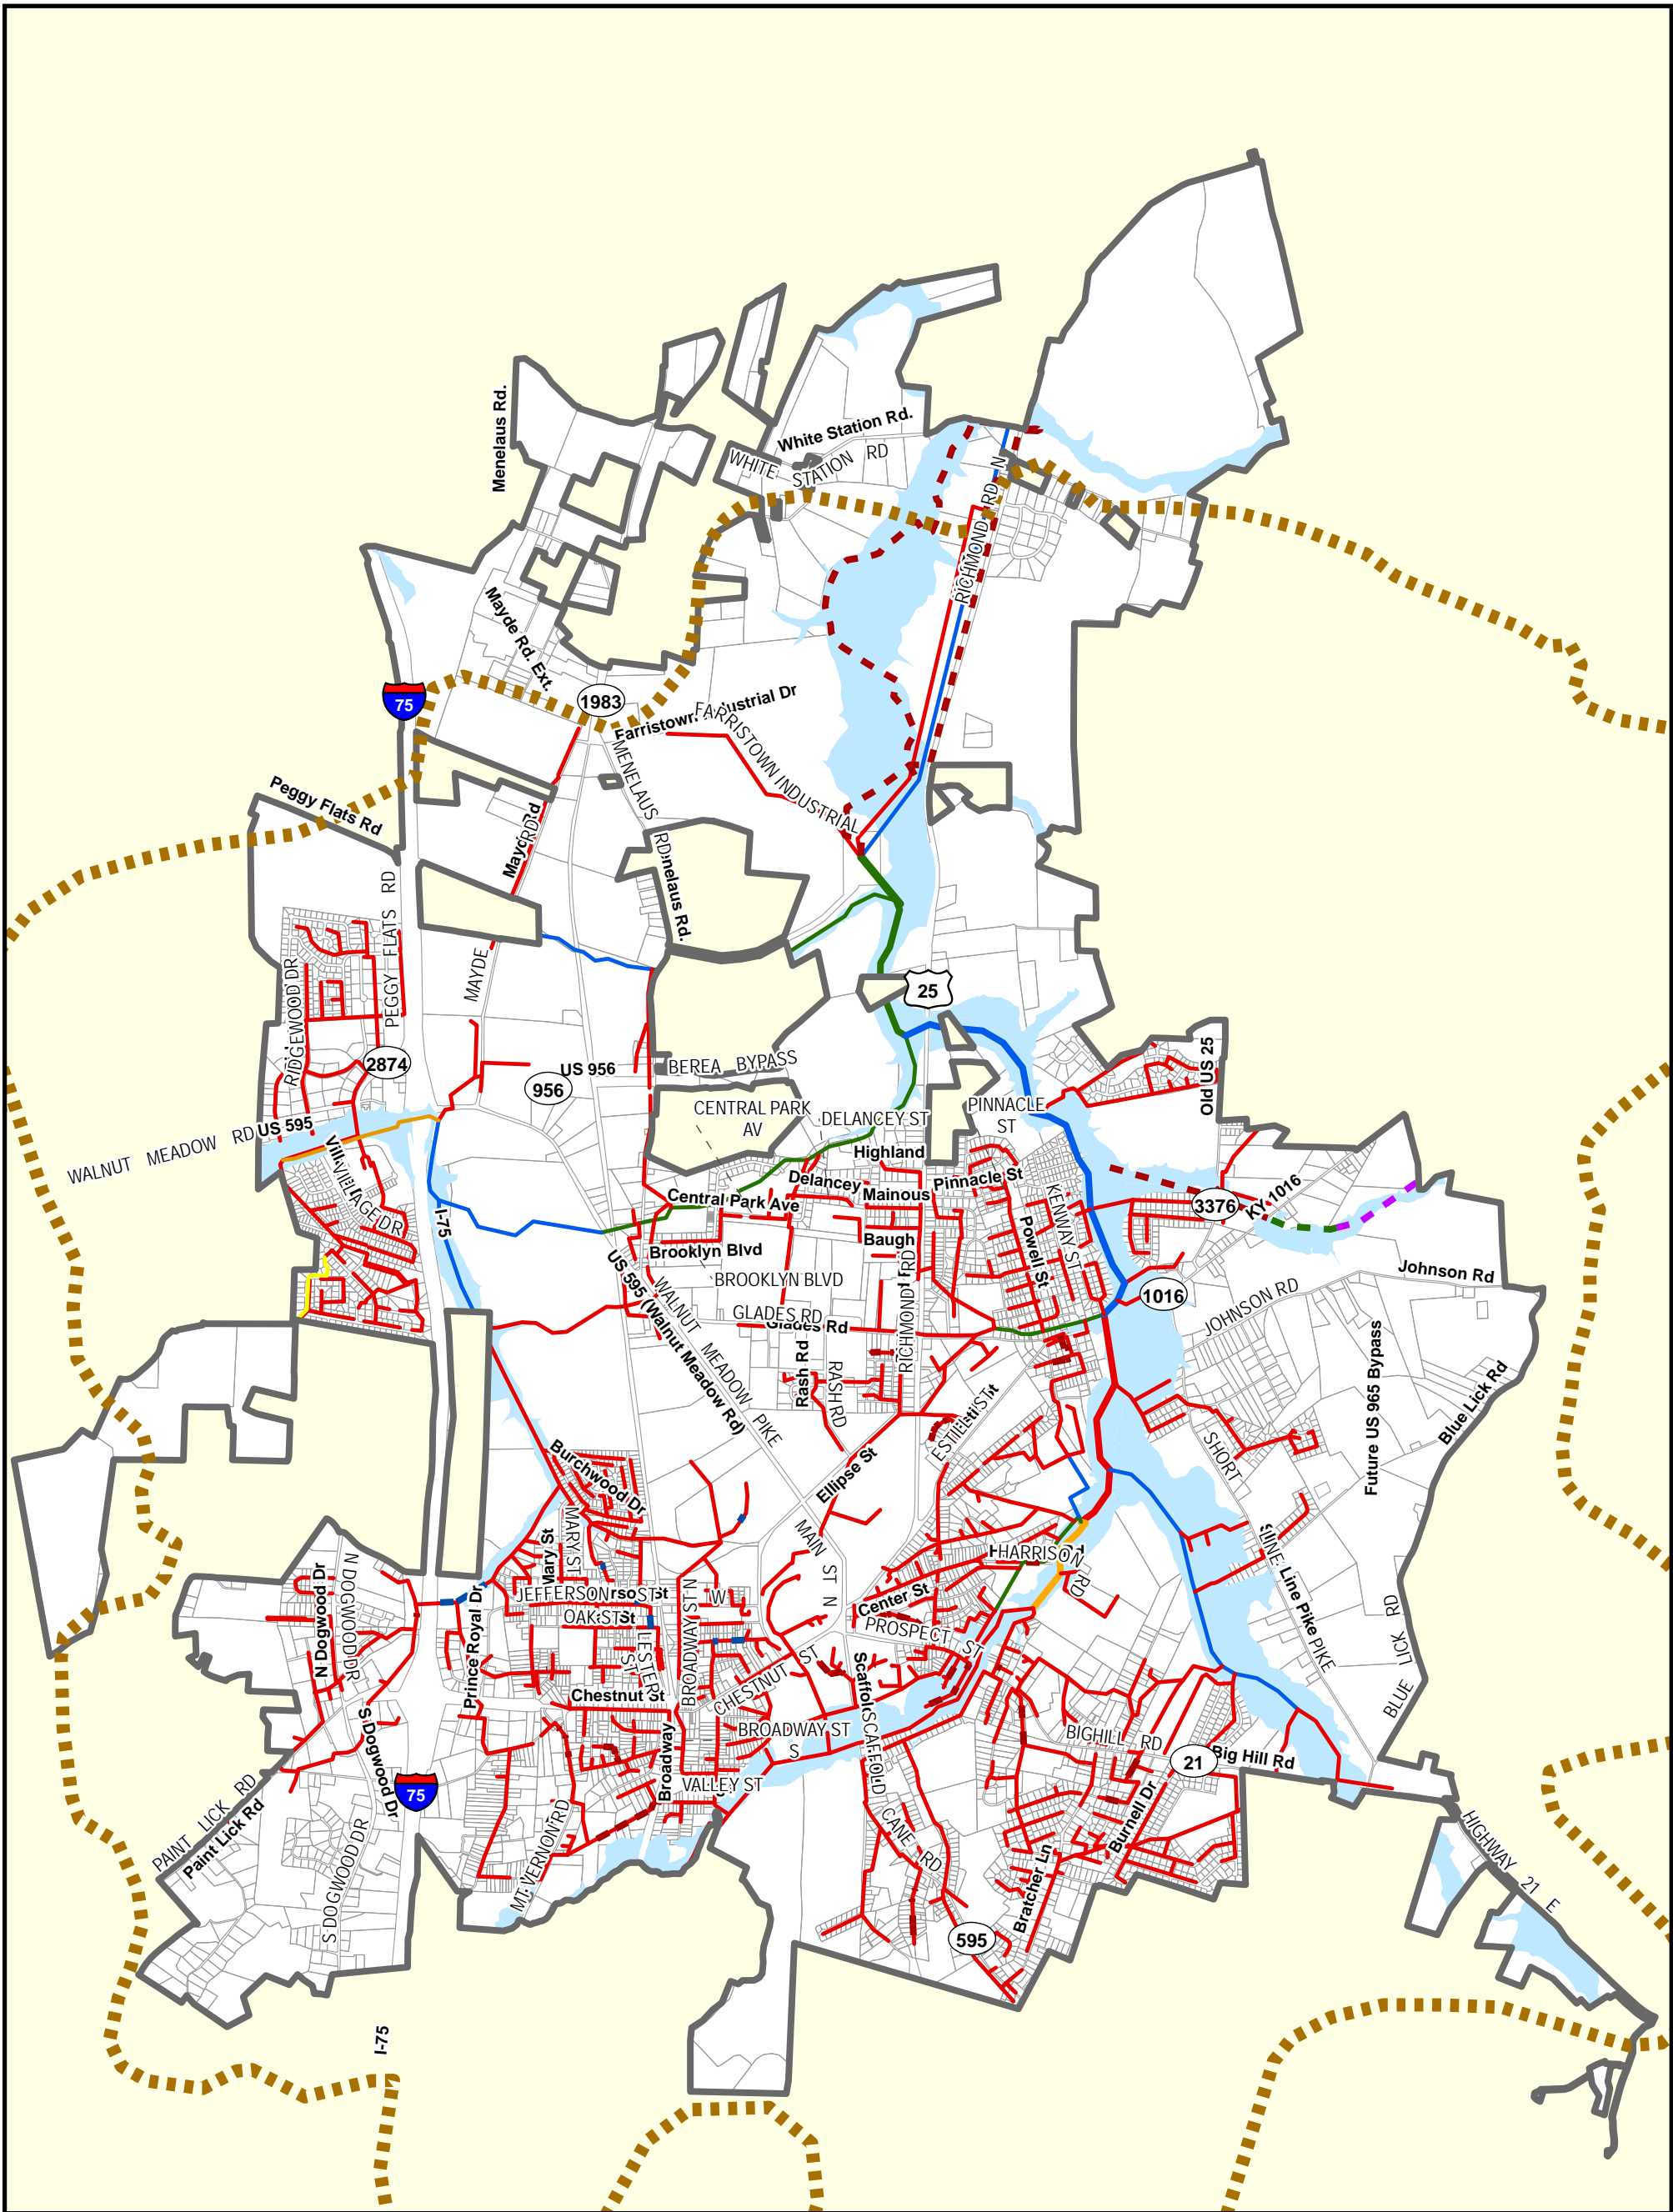 Menelaus Rd.
White Station Rd.
WHITE STATION RD
RICHMOND RD N
Mayde Rd. Ext.
75
1983
Farristown Industrial Dr
FARRISTOWN INDUSTRIAL
MENELAUS RD
Peggy Flats Rd
PEGGY FLATS RD
MAYDE
RD
25
RIDGEWOOD DR
2874
US 956
956
BEREA BYPASS
CENTRAL PARK
AV
DELANCEY ST
PINNACLE
ST
Old US 25
WALNUT MEADOW RD
US 595
VILLAGE DR
I-75
Highland
Delancey
Mainous
Pinnacle St
Central Park Ave
Baugh
Brooklyn Blvd
BROOKLYN BLVD
KENWAY ST
Powell St
3376
KY 1016
1016
Johnson Rd
JOHNSON RD
GLADES RD
Glades Rd
US 595 (Walnut Meadow Rd)
WALNUT MEADOW PIKE
RICHMOND RD
Rash Rd
RASH RD
Future US 965 Bypass
Blue Lick Rd
BLUE LICK RD
SHORT LINE PIKE
Line Pike
Ellipse St
ESTILL ST
Burchwood Dr
MARY ST
Mary St
MAIN ST N
HARRISON RD
N Dogwood Dr
N DOGWOOD DR
JEFFERSON ST
OAK ST
W
Center St
PROSPECT ST
Prince Royal Dr
LESTER ST
BROADWAY ST N
CHESTNUT ST
Chestnut St
BROADWAY ST
S
Broadway
VALLEY ST
SCAFFOLD CANE RD
BIGHILL RD
21
Big Hill Rd
S Dogwood Dr
75
S DOGWOOD DR
PAINT LICK RD
Paint Lick Rd
MT VERNON RD
Burnell Dr
Bratcher Ln
595
HIGHWAY 21 E
I-75